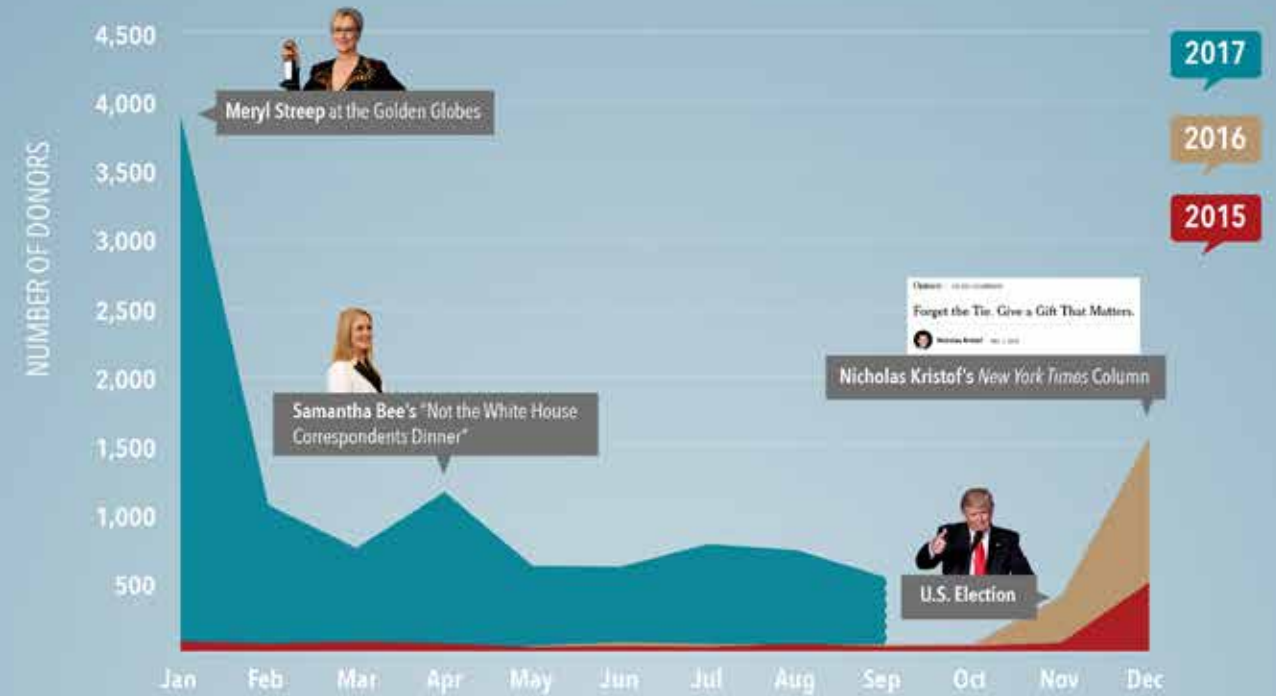 NUMBER OF DONORS
4,500
4,000
3,500
3,000
2,500
2,000
1,500
1,000
500
Meryl Streep at the Golden Globes
Samantha Bee's "Not the White House
Correspondents Dinner"
Forget the Tie. Give a Gift That Matters.
Nicholas Kristof
Nicholas Kristof's New York Times Column
U.S. Election
2017
2016
2015
Jan Feb Mar Apr May Jun Jul Aug Sep Oct Nov Dec